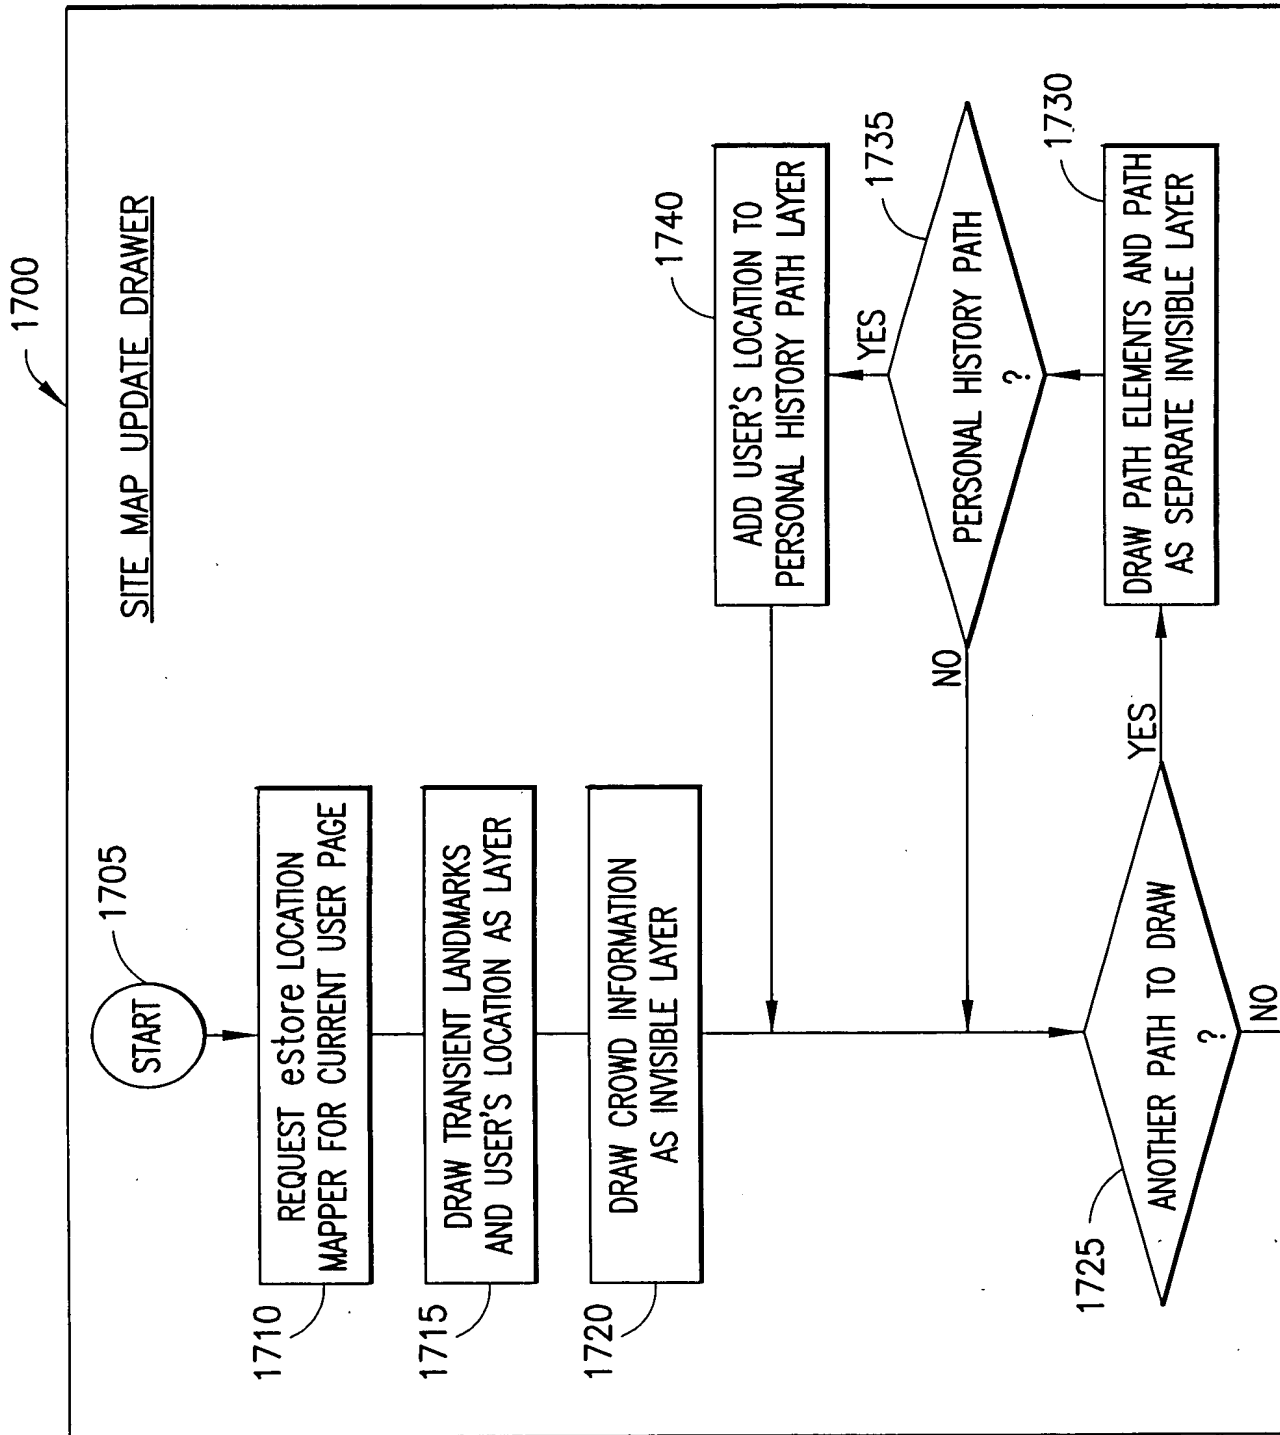 1700
SITE MAP UPDATE DRAWER
START
1705
REQUEST estore LOCATION
MAPPER FOR CURRENT USER PAGE
1710
DRAW TRANSIENT LANDMARKS
AND USER'S LOCATION AS LAYER
1715
DRAW CROWD INFORMATION
AS INVISIBLE LAYER
1720
ANOTHER PATH TO DRAW
?
1725
YES
NO
DRAW PATH ELEMENTS AND PATH
AS SEPARATE INVISIBLE LAYER
1730
PERSONAL HISTORY PATH
?
1735
YES
NO
ADD USER'S LOCATION TO
PERSONAL HISTORY PATH LAYER
1740